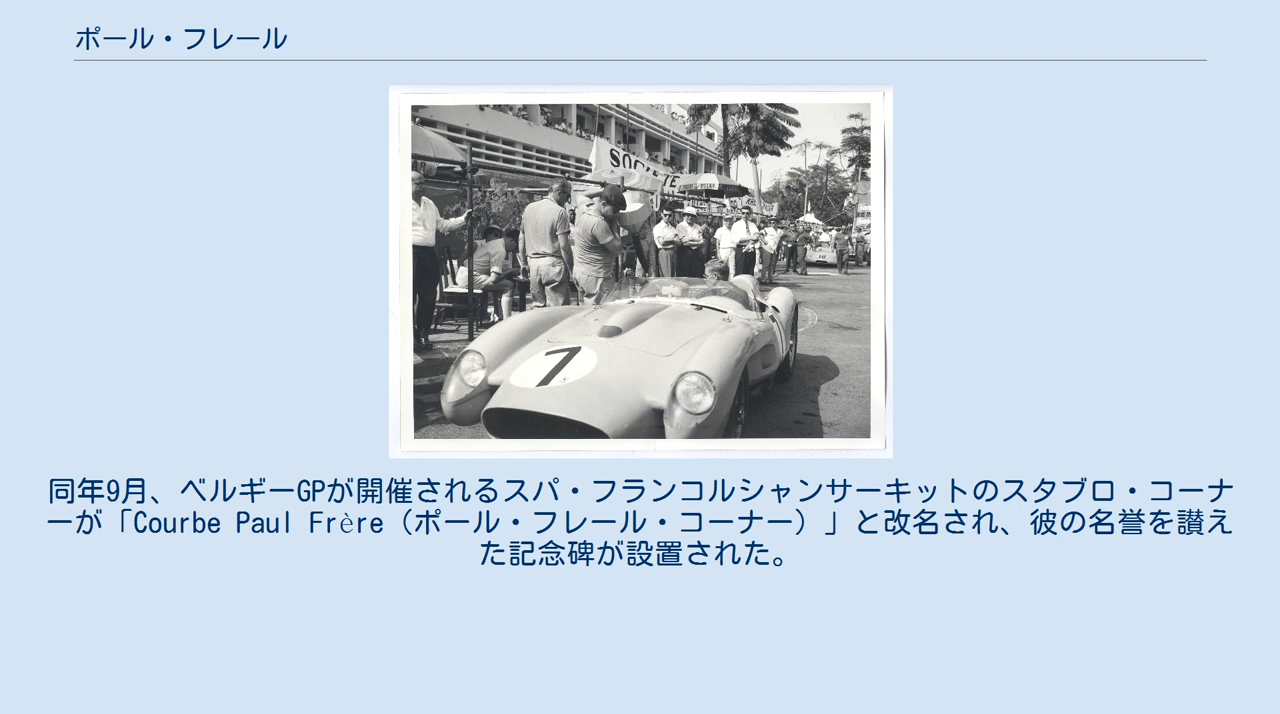 ポール・フレール
SOCIETE
POLAR
7
同年9月、ベルギーGPが開催されるスパ・フランコルシャンサーキットのスタブロ・コーナ
ーが「Courbe Paul Frère（ポール・フレール・コーナー）」と改名され、彼の名誉を讃え
た記念碑が設置された。